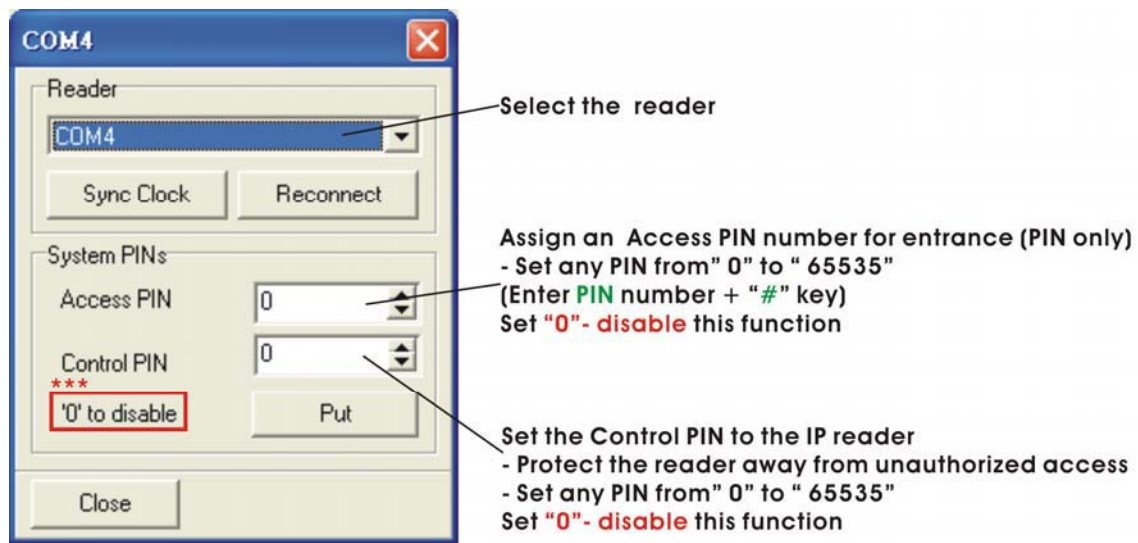 COM4
Reader
COM4
Select the reader
Sync Clock
Reconnect
System PINs
Access PIN
0
Assign an Access PIN number for entrance (PIN only)
- Set any PIN from” 0” to “ 65535”
(Enter PIN number + “#” key)
Set “0”- disable this function
Control PIN
0
***
'0' to disable
Put
Set the Control PIN to the IP reader
- Protect the reader away from unauthorized access
- Set any PIN from” 0” to “ 65535”
Set “0”- disable this function
Close